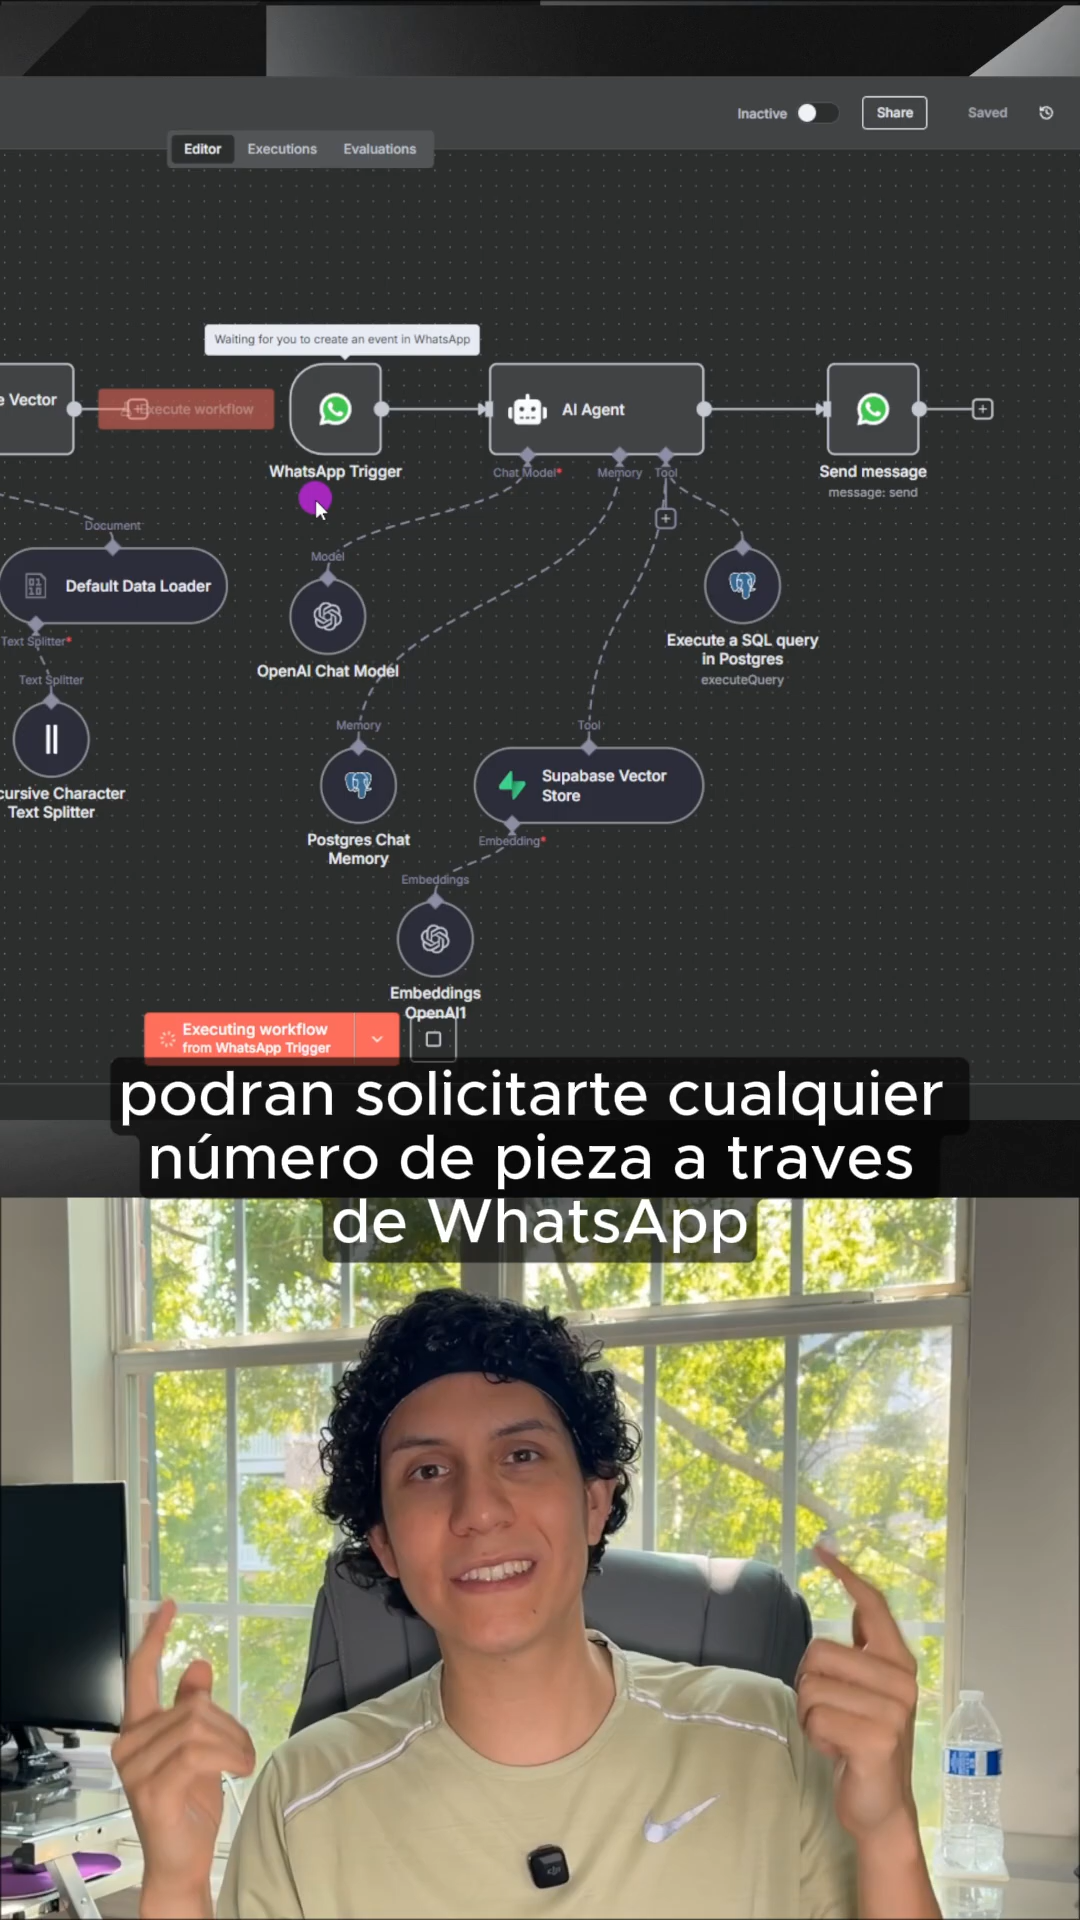 Inactive
Share
Saved
Editor
Executions
Evaluations
Waiting for you to create an event in WhatsApp
e Vector
Execute workflow
AI Agent
WhatsApp Trigger
Chat Model*
Memory
Tool
Send message
message: send
Document
Default Data Loader
Text Splitter*
Text Splitter
cursive Character
Text Splitter
Model
OpenAI Chat Model
Execute a SQL query
in Postgres
executeQuery
Memory
Postgres Chat
Memory
Tool
Supabase Vector
Store
Embedding*
Embeddings
Embeddings
OpenAI1
Executing workflow
from WhatsApp Trigger
podran solicitarte cualquier
número de pieza a traves
de WhatsApp
dji